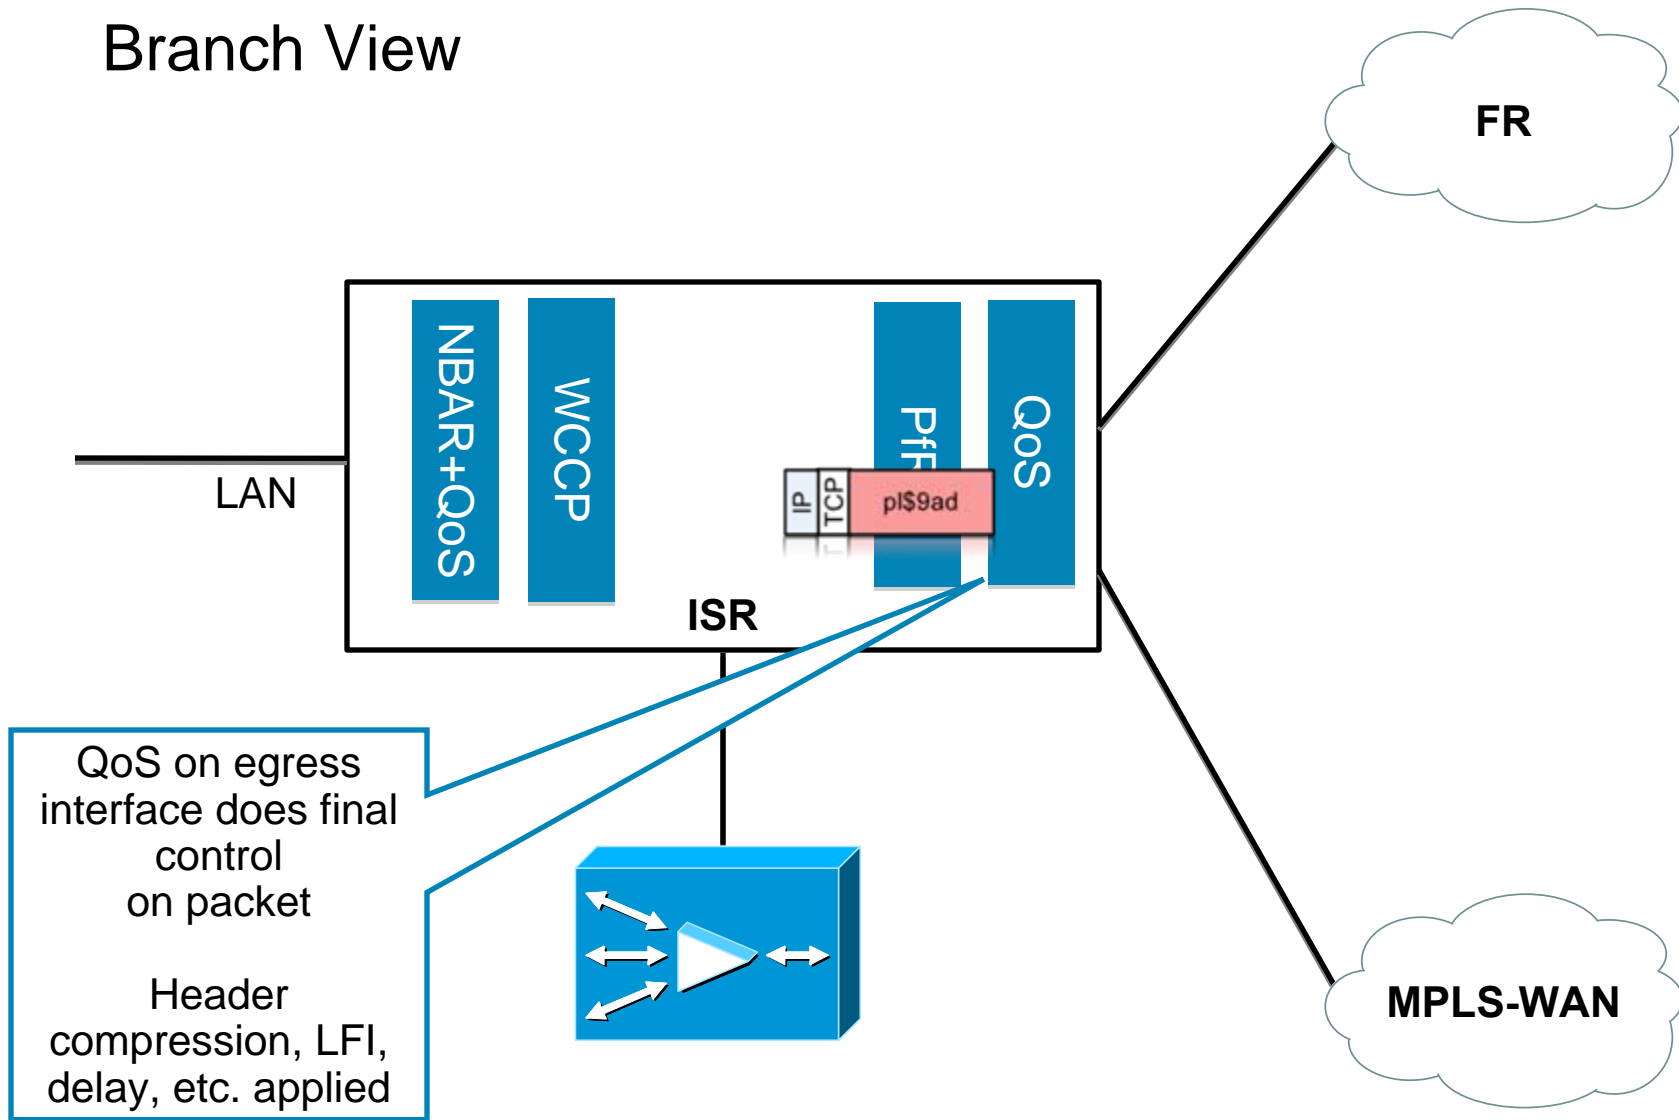 Branch View
FR
NBAR+QoS
WCCP
PfR
QoS
IP
TCP
pl$9ad
LAN
ISR
QoS on egress
interface does final
control
on packet
Header
compression, LFI,
delay, etc. applied
MPLS-WAN